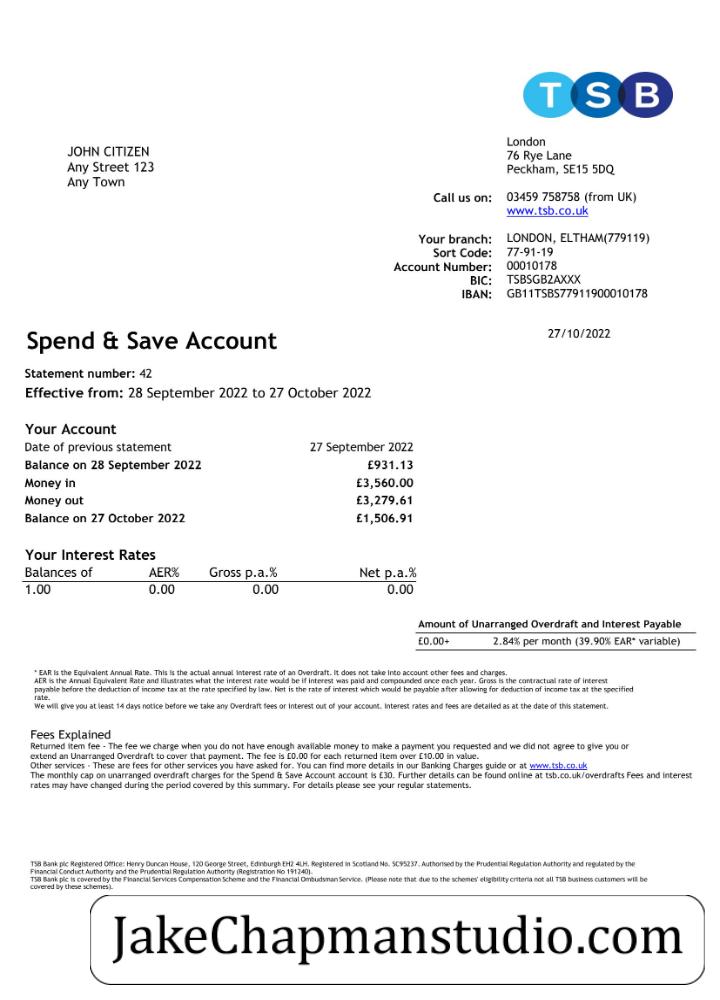 TSB
JOHN CITIZEN
Any Street 123
Any Town
London
76 Rye Lane
Peckham, SE15 5DQ
Call us on: 03459 758758 (from UK)
www.tsb.co.uk
Your branch: LONDON, ELTHAM(779119)
Sort Code: 77-91-19
Account Number: 00010178
BIC: TSBSGB2AXXX
IBAN: GB11TSBS77911900010178
27/10/2022
Spend & Save Account
Statement number: 42
Effective from: 28 September 2022 to 27 October 2022
Your Account
Date of previous statement 27 September 2022
Balance on 28 September 2022 £931.13
Money in £3,560.00
Money out £3,279.61
Balance on 27 October 2022 £1,506.91
Your Interest Rates
Balances of AER% Gross p.a.% Net p.a.%
1.00 0.00 0.00 0.00
Amount of Unarranged Overdraft and Interest Payable
£0.00+ 2.84% per month (39.90% EAR* variable)
* EAR is the Equivalent Annual Rate. This is the actual annual Interest rate of an Overdraft. It does not take into account other fees and charges.
AER is the Annual Equivalent Rate and illustrates what the interest rate would be if interest was paid and compounded once each year. Gross is the contractual rate of interest
payable before the deduction of income tax at the rate specified by law. Net is the rate of interest which would be payable after allowing for deduction of income tax at the specified
rate.
We will give you at least 14 days notice before we take any Overdraft fees or Interest out of your account. Interest rates and fees are detailed as at the date of this statement.
Fees Explained
Returned item fee - The fee we charge when you do not have enough available money to make a payment you requested and we did not agree to give you or
extend an Unarranged Overdraft to cover that payment. The fee is £0.00 for each returned item over £10.00 in value.
Other services - These are fees for other services you have asked for. You can find more details in our Banking Charges guide or at www.tsb.co.uk
The monthly cap on unarranged overdraft charges for the Spend & Save Account account is £30. Further details can be found online at tsb.co.uk/overdrafts Fees and interest
rates may have changed during the period covered by this summary. For details please see your regular statements.
TSB Bank plc Registered Office: Henry Duncan House, 120 George Street, Edinburgh EH2 4LH. Registered in Scotland No. SC95237. Authorised by the Prudential Regulation Authority and regulated by the
Financial Conduct Authority and the Prudential Regulation Authority (Registration No 191240).
TSB Bank plc is covered by the Financial Services Compensation Scheme and the Financial Ombudsman Service. (Please note that due to the schemes' eligibility criteria not all TSB business customers will be
covered by these schemes).
JakeChapmanstudio.com